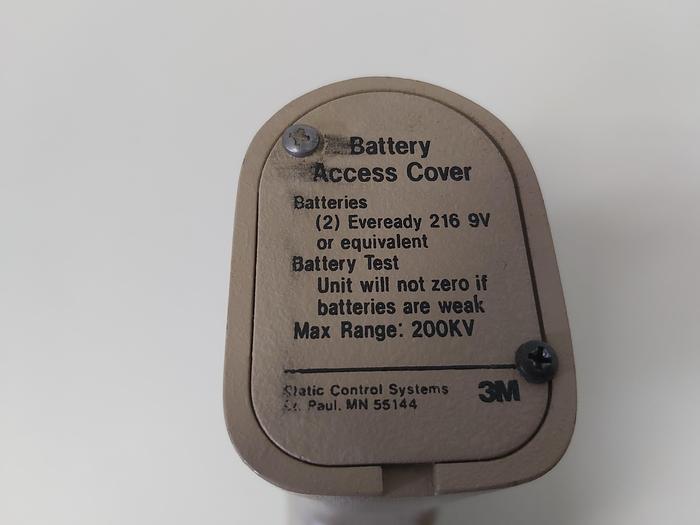 Battery
Access Cover
Batteries
(2) Eveready 216 9V
or equivalent
Battery Test
Unit will not zero if
batteries are weak
Max Range: 200KV
Static Control Systems
St. Paul, MN 55144
3M